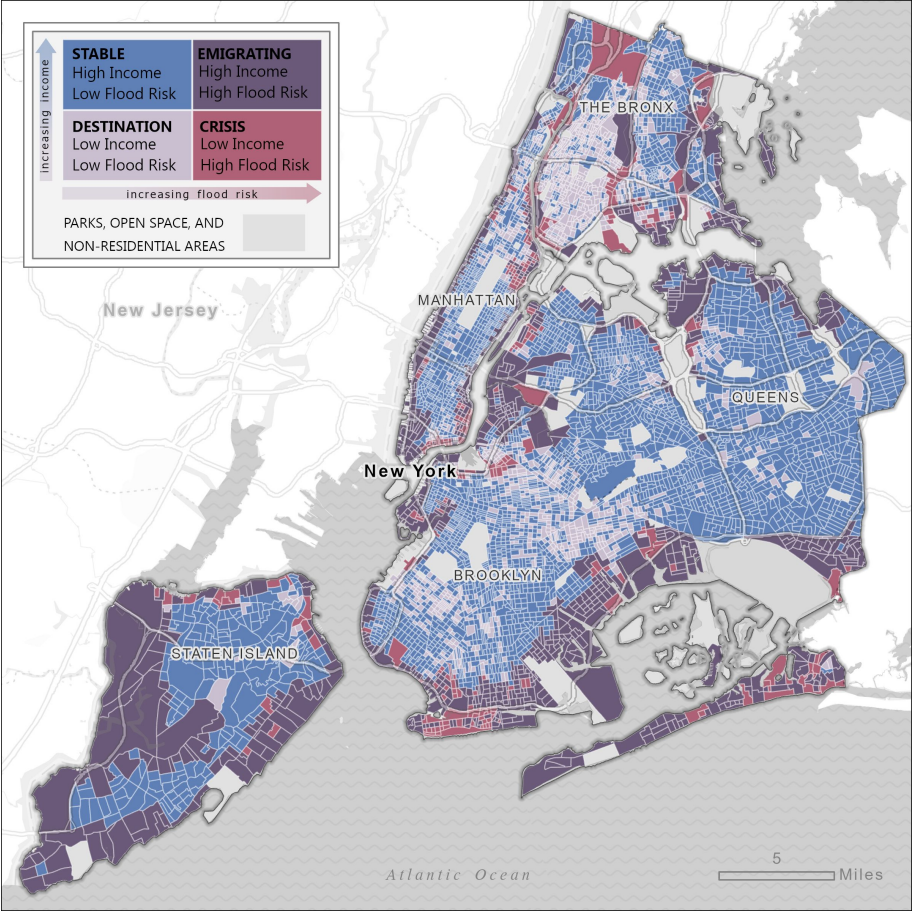 increasing income
STABLE
High Income
Low Flood Risk
EMIGRATING
High Income
High Flood Risk
DESTINATION
Low Income
Low Flood Risk
CRISIS
Low Income
High Flood Risk
increasing flood risk
PARKS, OPEN SPACE, AND
NON-RESIDENTIAL AREAS
THE BRONX
MANHATTAN
New Jersey
QUEENS
New York
BROOKLYN
STATEN ISLAND
5
Atlantic Ocean
Miles